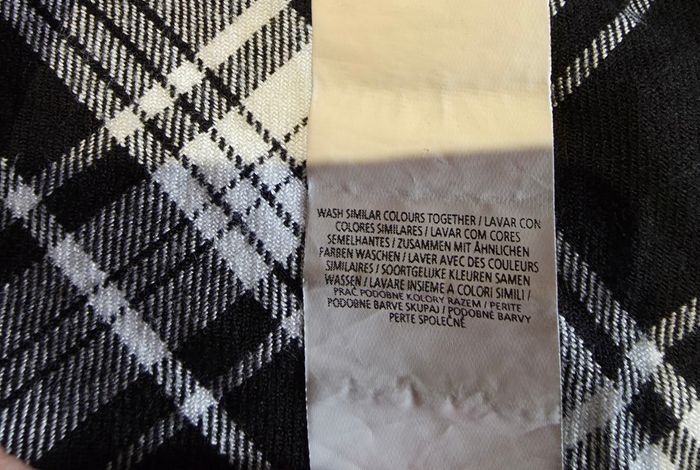 WASH SIMILAR COLOURS TOGETHER / LAVAR CON
COLORES SIMILARES / LAVAR COM CORES
SEMELHANTES / ZUSAMMEN MIT ÄHNLICHEN
FARBEN WASCHEN / LAVER AVEC DES COULEURS
SIMILAIRES / SOORTGELIJKE KLEUREN SAMEN
WASSEN / LAVARE INSIEME A COLORI SIMILI /
PRAĆ PODOBNE KOLORY RAZEM / PERITE
PODOBNE BARVE SKUPAJ / PODOBNÉ BARVY
PERTE SPOLEČNĚ